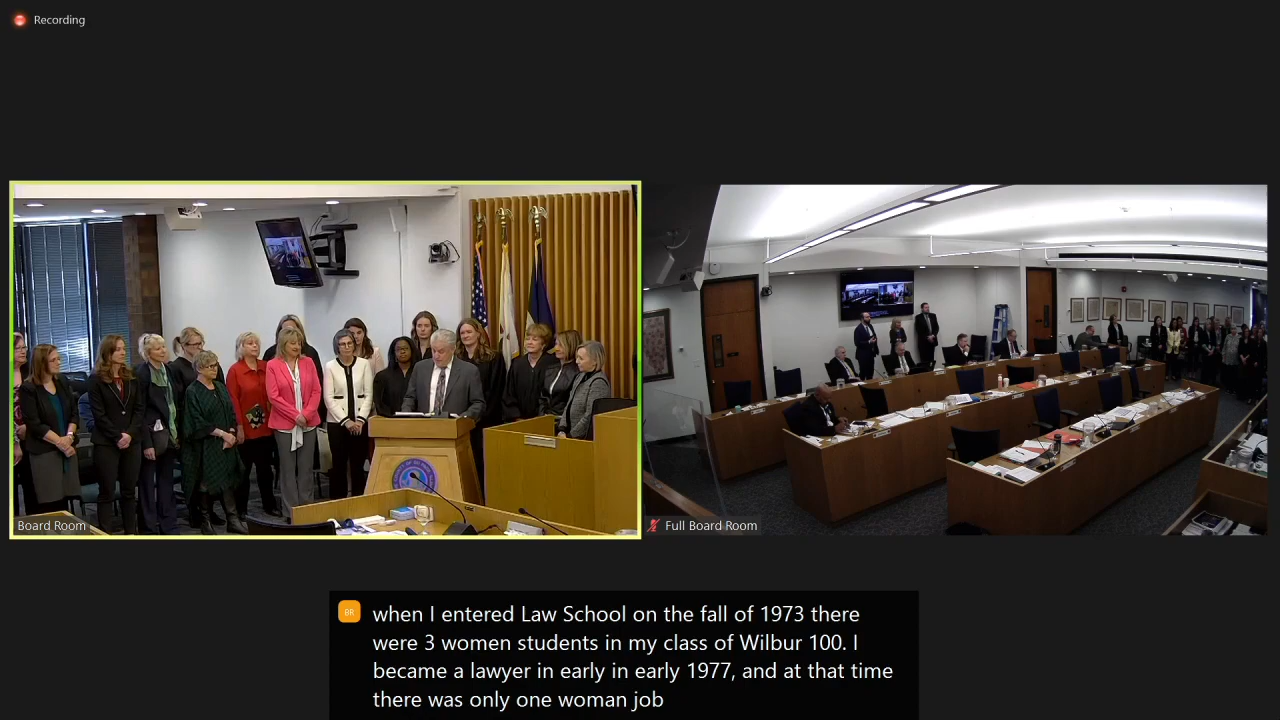 Recording
Board Room
Full Board Room
BR
when I entered Law School on the fall of 1973 there
were 3 women students in my class of Wilbur 100. I
became a lawyer in early in early 1977, and at that time
there was only one woman job